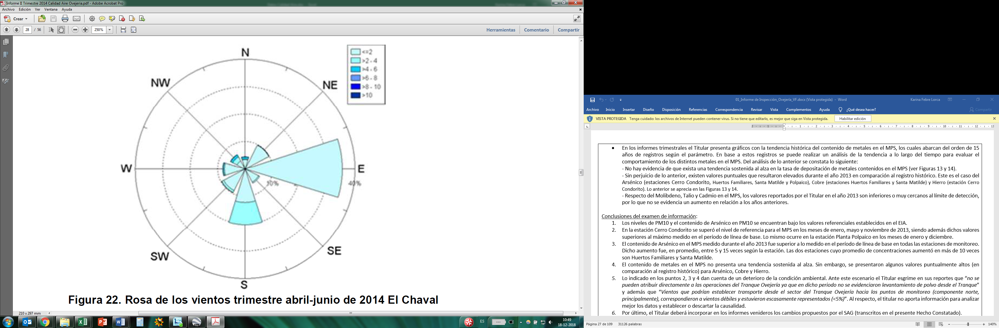 Informe II Trimestre 2014 Calidad Aire Ovejeria.pdf - Adobe Acrobat Pro
Archivo Edición Ver Ventana Ayuda
Crear
28 / 56 250% Herramientas Comentario Compartir
<=2
>2 - 4
>4 - 6
>6 - 8
>8 - 10
>10
N
NW
NE
W
E
10%
40%
SW
SE
S
Figura 22. Rosa de los vientos trimestre abril-junio de 2014 El Chaval
210 x 297 mm
ES
10:49
18-12-2018
01_Informe de Inspección_Ovejería_VF.docx (Vista protegida) - Word Karina Febre Lorca
Archivo Inicio Insertar Diseño Disposición Referencias Correspondencia Revisar Vista Complementos Ayuda ¿Qué desea hacer? Compartir
VISTA PROTEGIDA Tenga cuidado: los archivos de Internet pueden contener virus. Si no tiene que editarlo, es mejor que siga en Vista protegida. Habilitar edición
2 1 1 2 3 4 5 6 7 8 9 10 11 12 13
• En los informes trimestrales el Titular presenta gráficos con la tendencia histórica del contenido de metales en el MPS, los cuales abarcan del orden de 15
años de registros según el parámetro. En base a estos registros se puede realizar un análisis de la tendencia a lo largo del tiempo para evaluar el
comportamiento de los distintos metales en el MPS. Del análisis de lo anterior se constata lo siguiente:
- No hay evidencia de que exista una tendencia sostenida al alza en la tasa de depositación de metales contenidos en el MPS (ver Figuras 13 y 14).
- Sin perjuicio de lo anterior, existen valores puntuales que resultaron elevados durante el año 2013 en comparación al registro histórico. Este es el caso del
Arsénico (estaciones Cerro Condorito, Huertos Familiares, Santa Matilde y Polpaico), Cobre (estaciones Huertos Familiares y Santa Matilde) y Hierro (estación Cerro
Condorito). Lo anterior se aprecia en las Figuras 13 y 14.
- Respecto del Molibdeno, Talio y Cadmio en el MPS, los valores reportados por el Titular en el año 2013 son inferiores o muy cercanos al límite de detección,
por lo que no se evidencia un aumento en relación a los años anteriores.
Conclusiones del examen de información:
1. Los niveles de PM10 y el contenido de Arsénico en PM10 se encuentran bajo los valores referenciales establecidos en el EIA.
2. En la estación Cerro Condorito se superó el nivel de referencia para el MPS en los meses de enero, mayo y noviembre de 2013, siendo además dichos valores
superiores al máximo medido en el período de línea de base. Lo mismo ocurre en la estación Planta Polpaico en los meses de enero y diciembre.
3. El contenido de Arsénico en el MPS medido durante el año 2013 fue superior a lo medido en el período de línea de base en todas las estaciones de monitoreo.
Dicho aumento fue, en promedio, entre 5 y 15 veces según la estación. Las dos estaciones cuyo promedio de concentraciones aumentó en más de 10 veces
son Huertos Familiares y Santa Matilde.
4. El contenido de metales en el MPS no presenta una tendencia sostenida al alza. Sin embargo, se presentaron algunos valores puntualmente altos (en
comparación al registro histórico) para Arsénico, Cobre y Hierro.
5. Lo indicado en los puntos 2, 3 y 4 dan cuenta de un deterioro de la condición ambiental. Ante este escenario el Titular esgrime en sus reportes que “no se
pueden atribuir directamente a las operaciones del Tranque Ovejería ya que en dicho periodo no se evidenciaron levantamiento de polvo desde el Tranque”
y además que “Vientos que podrían establecer transporte desde el sector del Tranque Ovejería hacia los puntos de monitoreo (componente norte,
principalmente), correspondieron a vientos débiles y estuvieron escasamente representados (<5%)”. Al respecto, el titular no aporta información para analizar
mejor los datos y establecer o descartar la causalidad.
6. Por último, el Titular deberá incorporar en los informes venideros los cambios propuestos por el SAG (transcritos en el presente Hecho Constatado).
Página 27 de 109 31126 palabras 140%